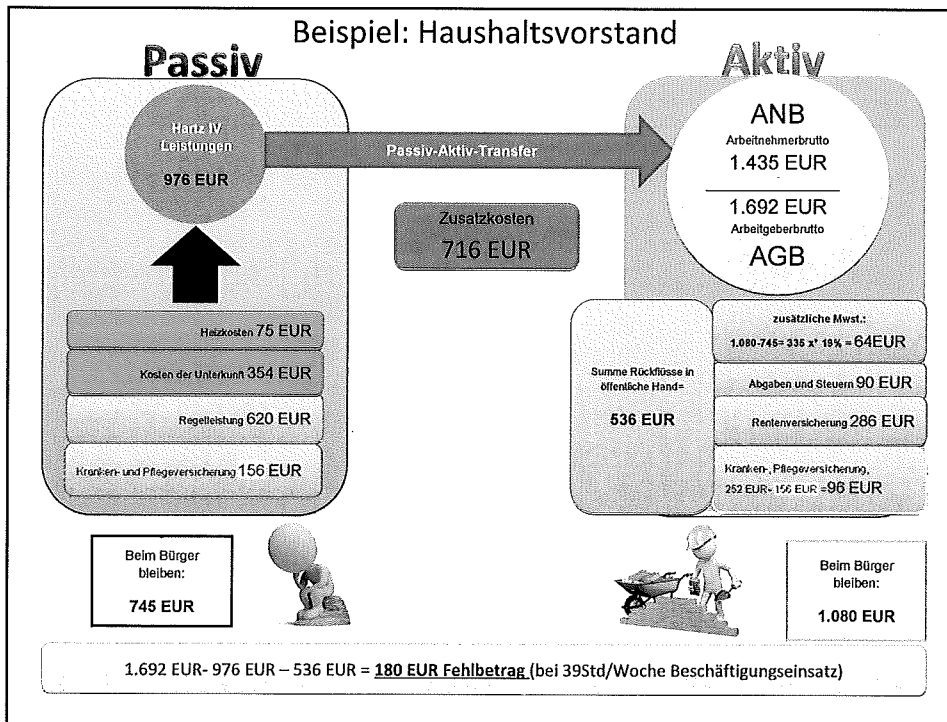 Beispiel: Haushaltsvorstand
Passiv
Aktiv
Hartz IV
Leistungen
976 EUR
Passiv-Aktiv-Transfer
ANB
Arbeitnehmerbrutto
1.435 EUR
1.692 EUR
Arbeitgeberbrutto
AGB
Zusatzkosten
716 EUR
Heizkosten 75 EUR
Kosten der Unterkunft 354 EUR
Regelleistung 620 EUR
Kranken- und Pflegeversicherung 156 EUR
Summe Rückflüsse in
öffentliche Hand=
536 EUR
zusätzliche Mwst.:
1.080-745= 335 x* 19% = 64EUR
Abgaben und Steuern 90 EUR
Rentenversicherung 286 EUR
Kranken-, Pflegeversicherung,
252 EUR- 156 EUR =96 EUR
Beim Bürger
bleiben:
745 EUR
Beim Bürger
bleiben:
1.080 EUR
1.692 EUR- 976 EUR – 536 EUR = 180 EUR Fehlbetrag (bei 39Std/Woche Beschäftigungseinsatz)